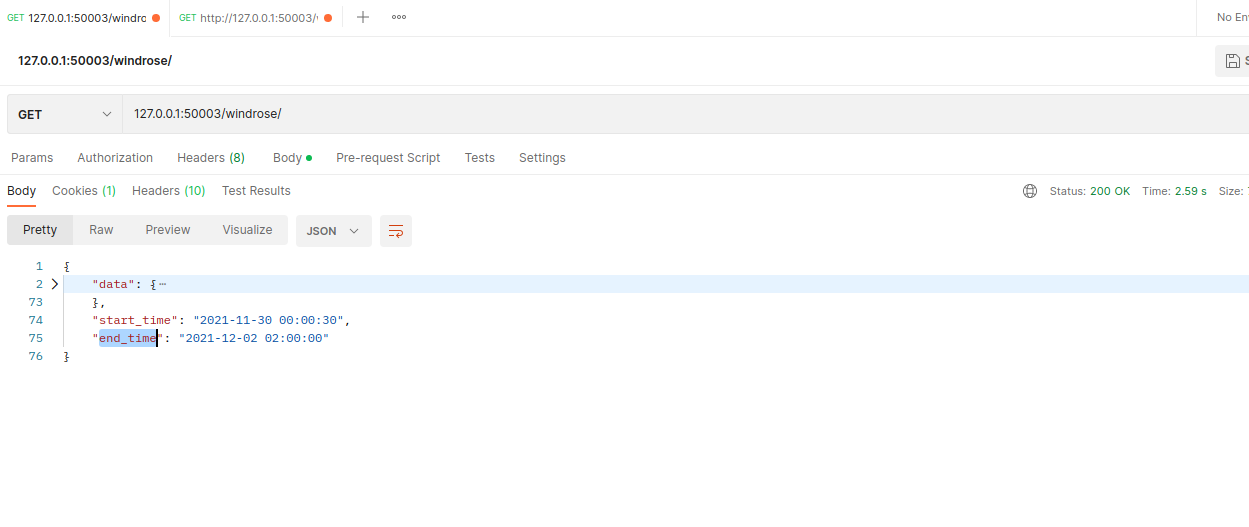 GET 127.0.0.1:50003/windro GET http://127.0.0.1:50003/ No En
127.0.0.1:50003/windrose/
GET 127.0.0.1:50003/windrose/
Params Authorization Headers (8) Body Pre-request Script Tests Settings
Body Cookies (1) Headers (10) Test Results Status: 200 OK Time: 2.59 s Size:
Pretty Raw Preview Visualize JSON
1 {
2 "data": {⋯
73 },
74 "start_time": "2021-11-30 00:00:30",
75 "end_time": "2021-12-02 02:00:00"
76 }